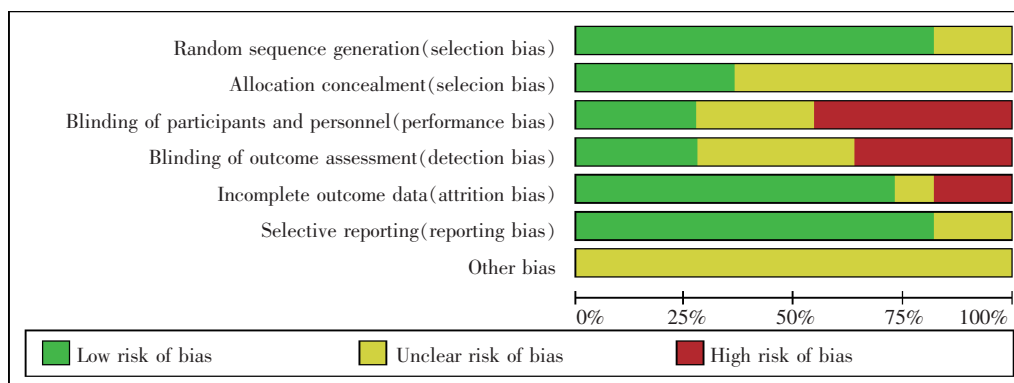 Random sequence generation(selection bias)
Allocation concealment(selecion bias)
Blinding of participants and personnel(performance bias)
Blinding of outcome assessment(detection bias)
Incomplete outcome data(attrition bias)
Selective reporting(reporting bias)
Other bias
0% 25% 50% 75% 100%
Low risk of bias Unclear risk of bias High risk of bias